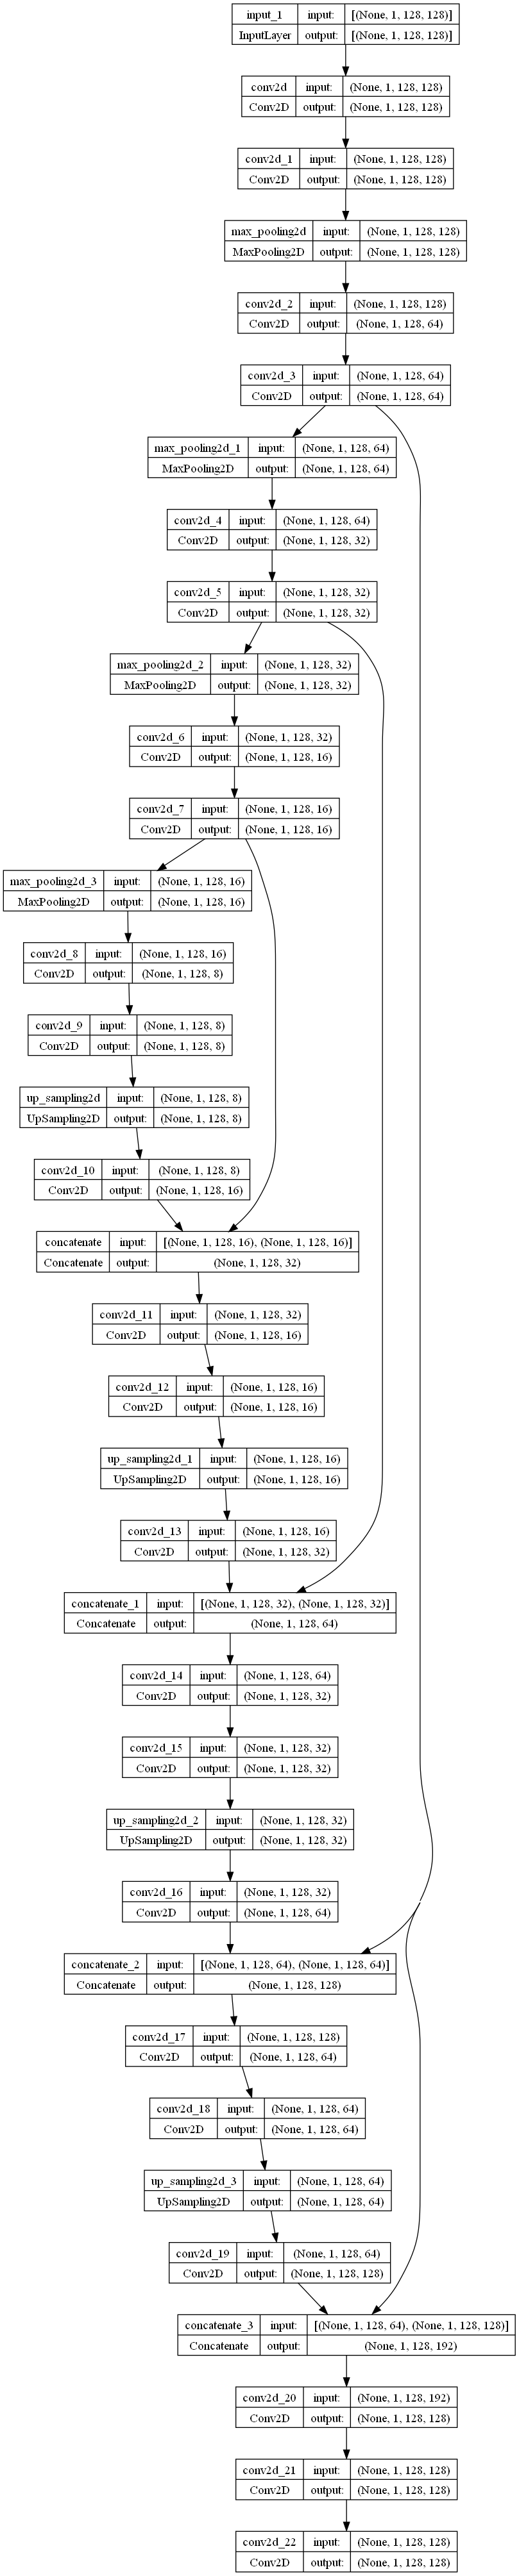 input_1 input: [(None, 1, 128, 128)]
InputLayer output: [(None, 1, 128, 128)]
conv2d input: (None, 1, 128, 128)
Conv2D output: (None, 1, 128, 128)
conv2d_1 input: (None, 1, 128, 128)
Conv2D output: (None, 1, 128, 128)
max_pooling2d input: (None, 1, 128, 128)
MaxPooling2D output: (None, 1, 128, 128)
conv2d_2 input: (None, 1, 128, 128)
Conv2D output: (None, 1, 128, 64)
conv2d_3 input: (None, 1, 128, 64)
Conv2D output: (None, 1, 128, 64)
max_pooling2d_1 input: (None, 1, 128, 64)
MaxPooling2D output: (None, 1, 128, 64)
conv2d_4 input: (None, 1, 128, 64)
Conv2D output: (None, 1, 128, 32)
conv2d_5 input: (None, 1, 128, 32)
Conv2D output: (None, 1, 128, 32)
max_pooling2d_2 input: (None, 1, 128, 32)
MaxPooling2D output: (None, 1, 128, 32)
conv2d_6 input: (None, 1, 128, 32)
Conv2D output: (None, 1, 128, 16)
conv2d_7 input: (None, 1, 128, 16)
Conv2D output: (None, 1, 128, 16)
max_pooling2d_3 input: (None, 1, 128, 16)
MaxPooling2D output: (None, 1, 128, 16)
conv2d_8 input: (None, 1, 128, 16)
Conv2D output: (None, 1, 128, 8)
conv2d_9 input: (None, 1, 128, 8)
Conv2D output: (None, 1, 128, 8)
up_sampling2d input: (None, 1, 128, 8)
UpSampling2D output: (None, 1, 128, 8)
conv2d_10 input: (None, 1, 128, 8)
Conv2D output: (None, 1, 128, 16)
concatenate input: [(None, 1, 128, 16), (None, 1, 128, 16)]
Concatenate output: (None, 1, 128, 32)
conv2d_11 input: (None, 1, 128, 32)
Conv2D output: (None, 1, 128, 16)
conv2d_12 input: (None, 1, 128, 16)
Conv2D output: (None, 1, 128, 16)
up_sampling2d_1 input: (None, 1, 128, 16)
UpSampling2D output: (None, 1, 128, 16)
conv2d_13 input: (None, 1, 128, 16)
Conv2D output: (None, 1, 128, 32)
concatenate_1 input: [(None, 1, 128, 32), (None, 1, 128, 32)]
Concatenate output: (None, 1, 128, 64)
conv2d_14 input: (None, 1, 128, 64)
Conv2D output: (None, 1, 128, 32)
conv2d_15 input: (None, 1, 128, 32)
Conv2D output: (None, 1, 128, 32)
up_sampling2d_2 input: (None, 1, 128, 32)
UpSampling2D output: (None, 1, 128, 32)
conv2d_16 input: (None, 1, 128, 32)
Conv2D output: (None, 1, 128, 64)
concatenate_2 input: [(None, 1, 128, 64), (None, 1, 128, 64)]
Concatenate output: (None, 1, 128, 128)
conv2d_17 input: (None, 1, 128, 128)
Conv2D output: (None, 1, 128, 64)
conv2d_18 input: (None, 1, 128, 64)
Conv2D output: (None, 1, 128, 64)
up_sampling2d_3 input: (None, 1, 128, 64)
UpSampling2D output: (None, 1, 128, 64)
conv2d_19 input: (None, 1, 128, 64)
Conv2D output: (None, 1, 128, 128)
concatenate_3 input: [(None, 1, 128, 64), (None, 1, 128, 128)]
Concatenate output: (None, 1, 128, 192)
conv2d_20 input: (None, 1, 128, 192)
Conv2D output: (None, 1, 128, 128)
conv2d_21 input: (None, 1, 128, 128)
Conv2D output: (None, 1, 128, 128)
conv2d_22 input: (None, 1, 128, 128)
Conv2D output: (None, 1, 128, 128)